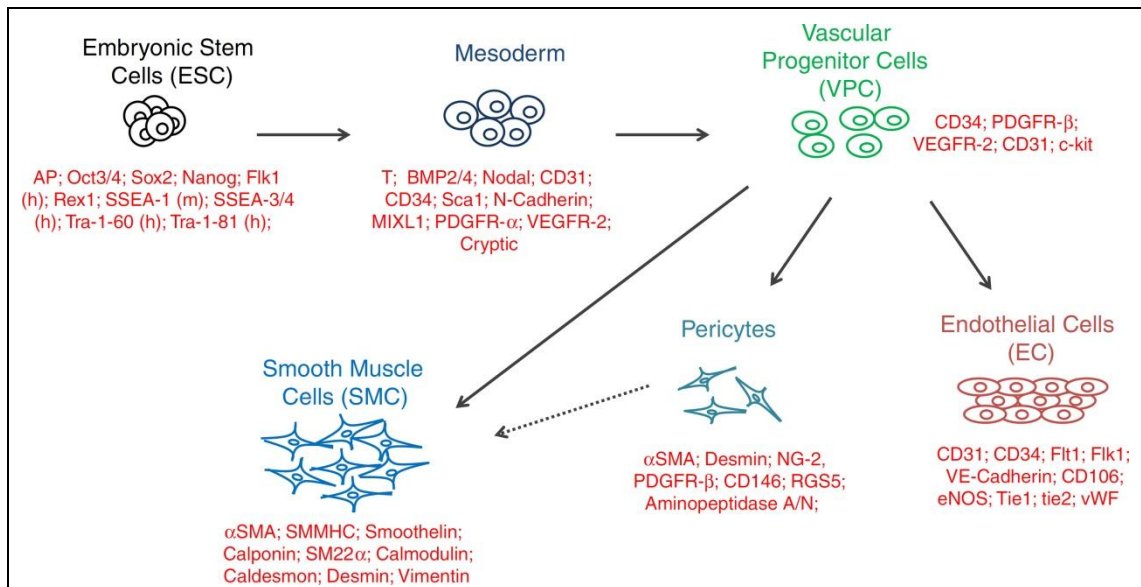 Embryonic Stem
Cells (ESC)
AP; Oct3/4; Sox2; Nanog; Flk1
(h); Rex1; SSEA-1 (m); SSEA-3/4
(h); Tra-1-60 (h); Tra-1-81 (h);
Mesoderm
T; BMP2/4; Nodal; CD31;
CD34; Sca1; N-Cadherin;
MIXL1; PDGFR-α; VEGFR-2;
Cryptic
Vascular
Progenitor Cells
(VPC)
CD34; PDGFR-β;
VEGFR-2; CD31; c-kit
Smooth Muscle
Cells (SMC)
αSMA; SMMHC; Smoothelin;
Calponin; SM22α; Calmodulin;
Caldesmon; Desmin; Vimentin
Pericytes
αSMA; Desmin; NG-2,
PDGFR-β; CD146; RGS5;
Aminopeptidase A/N;
Endothelial Cells
(EC)
CD31; CD34; Flt1; Flk1;
VE-Cadherin; CD106;
eNOS; Tie1; tie2; vWF